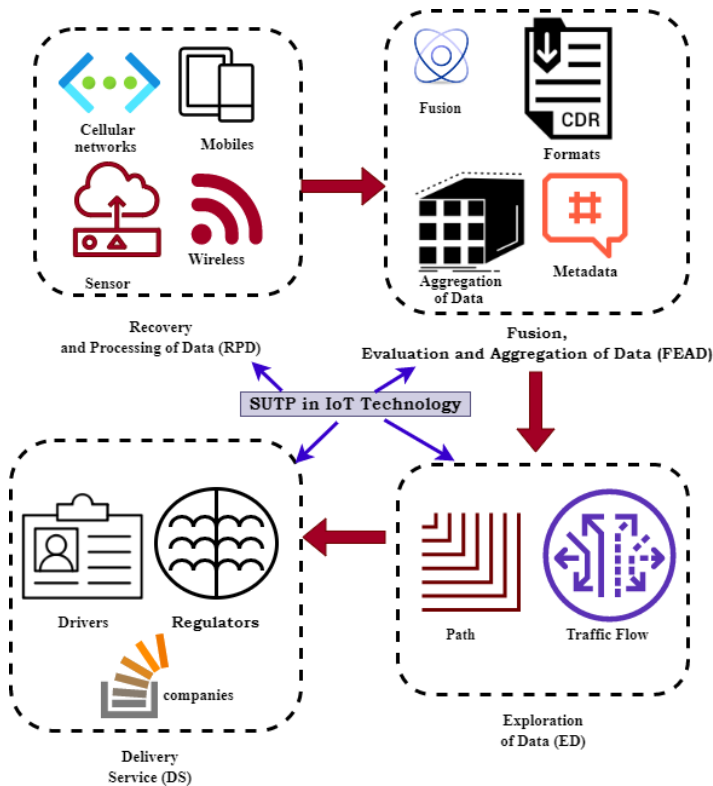 Cellular
networks
Mobiles
Sensor
Wireless
Recovery
and Processing of Data (RPD)
Fusion
CDR
Formats
Aggregation
of Data
Metadata
Fusion,
Evaluation and Aggregation of Data (FEAD)
SUTP in IoT Technology
Path
Traffic Flow
Exploration
of Data (ED)
Drivers
Regulators
companies
Delivery
Service (DS)